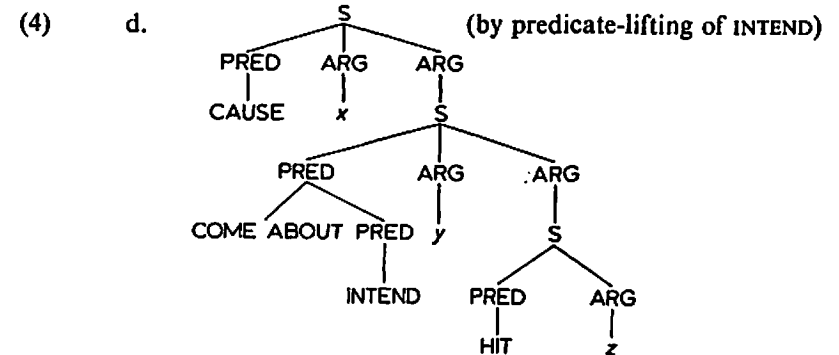 (4) d. S (by predicate-lifting of INTEND)
PRED ARG ARG
CAUSE x S
PRED ARG ARG
COME ABOUT PRED y S
INTEND PRED ARG
HIT z